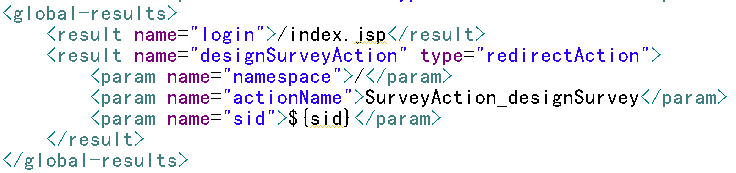 <global-results>
<result name="login">/index.jsp</result>
<result name="designSurveyAction" type="redirectAction">
<param name="namespace">/</param>
<param name="actionName">SurveyAction_designSurvey</param>
<param name="sid">${sid}</param>
</result>
</global-results>